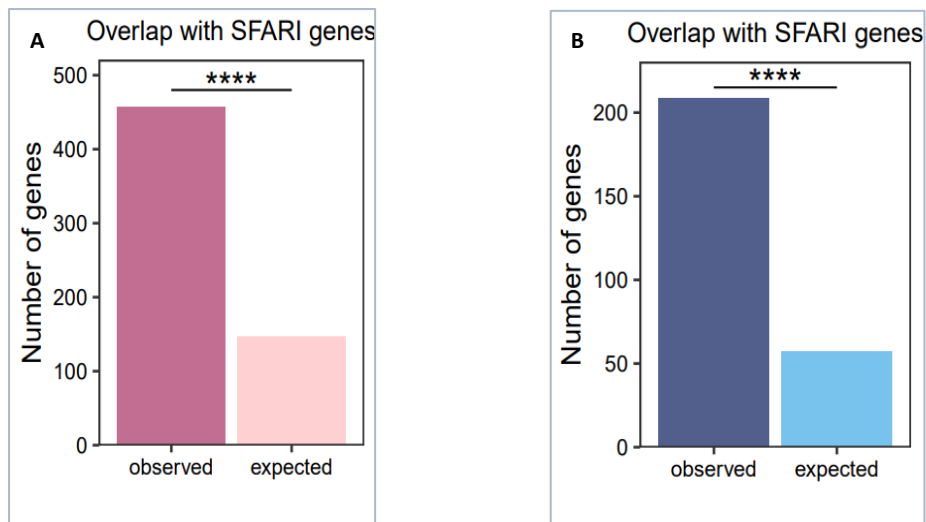 A
Overlap with SFARI genes
****
500
400
300
200
100
0
Number of genes
observed expected
B
Overlap with SFARI genes
****
200
150
100
50
0
Number of genes
observed expected